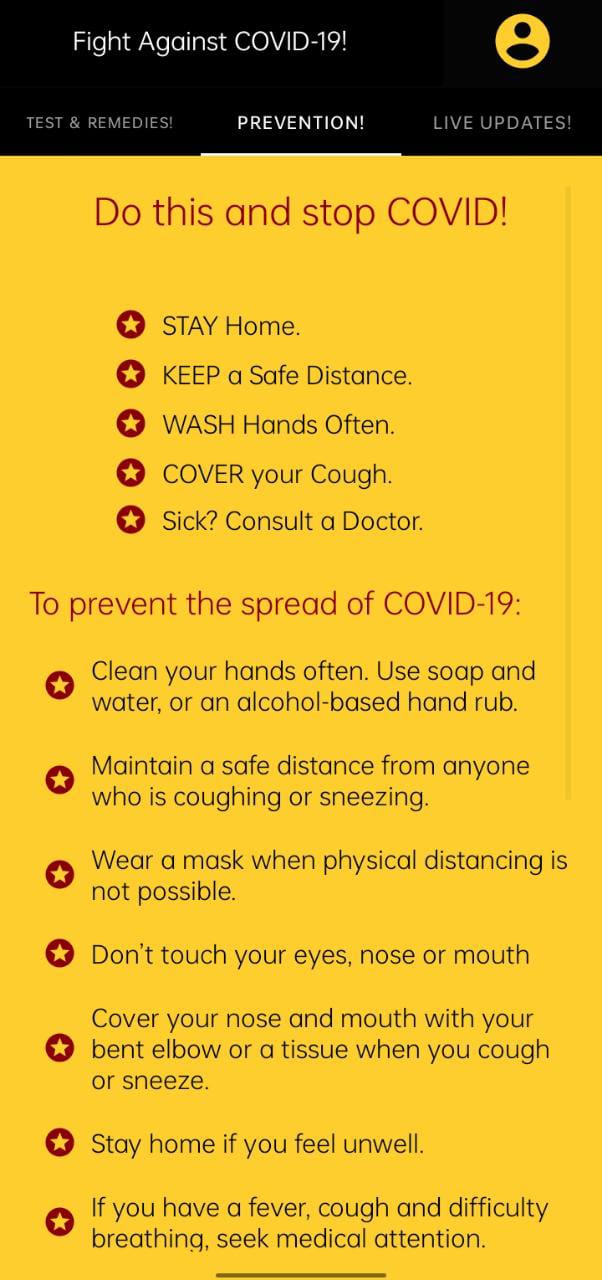 Fight Against COVID-19!
TEST & REMEDIES!
PREVENTION!
LIVE UPDATES!
Do this and stop COVID!
STAY Home.
KEEP a Safe Distance.
WASH Hands Often.
COVER your Cough.
Sick? Consult a Doctor.
To prevent the spread of COVID-19:
Clean your hands often. Use soap and
water, or an alcohol-based hand rub.
Maintain a safe distance from anyone
who is coughing or sneezing.
Wear a mask when physical distancing is
not possible.
Don’t touch your eyes, nose or mouth
Cover your nose and mouth with your
bent elbow or a tissue when you cough
or sneeze.
Stay home if you feel unwell.
If you have a fever, cough and difficulty
breathing, seek medical attention.